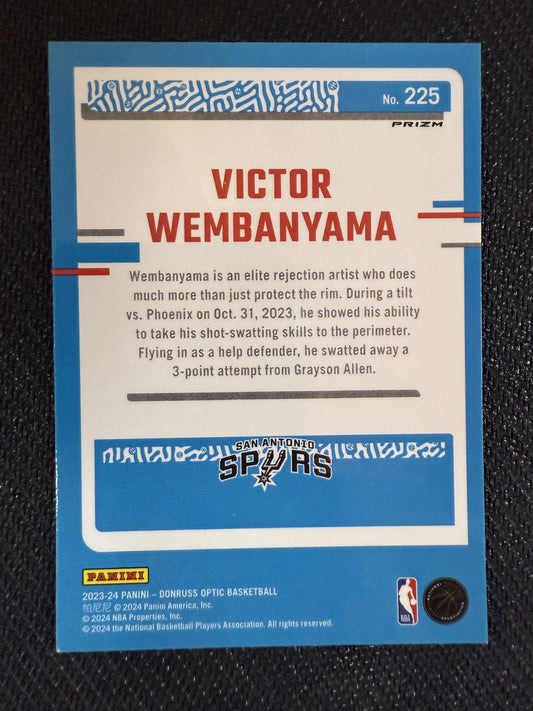 No. 225
PRIZM
VICTOR
WEMBANYAMA
Wembanyama is an elite rejection artist who does
much more than just protect the rim. During a tilt
vs. Phoenix on Oct. 31, 2023, he showed his ability
to take his shot-swatting skills to the perimeter.
Flying in as a help defender, he swatted away a
3-point attempt from Grayson Allen.
SAN ANTONIO
SPURS
PANINI
2023-24 PANINI – DONRUSS OPTIC BASKETBALL
帕尼尼 © 2024 Panini America, Inc.
© 2024 NBA Properties, Inc.
© 2024 the National Basketball Players Association. All rights reserved.
NBA